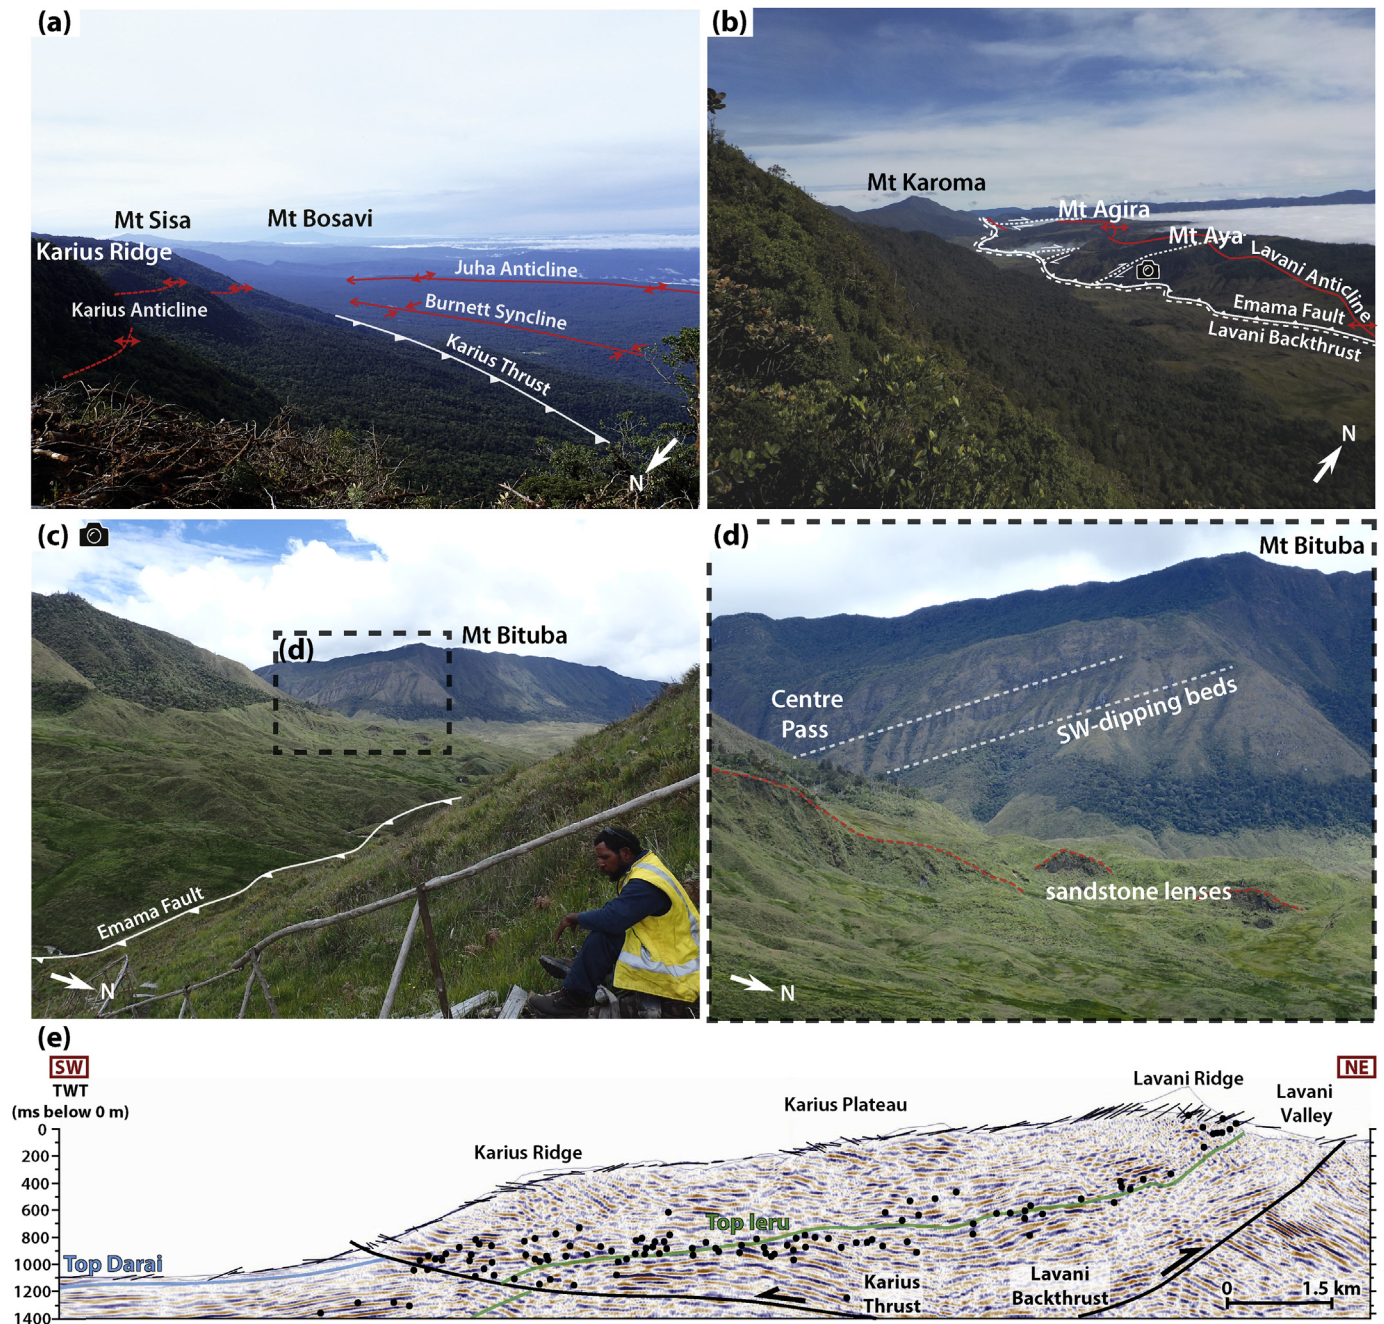 (a)
Mt Sisa
Mt Bosavi
Karius Ridge
Juha Anticline
Karius Anticline
Burnett Syncline
Karius Thrust
N
(b)
Mt Karoma
Mt Agira
Mt Aya
Lavani Anticline
Emama Fault
Lavani Backthrust
N
(c)
(d)
Mt Bituba
Emama Fault
N
(d)
Mt Bituba
Centre
Pass
SW-dipping beds
sandstone lenses
N
(e)
SW
NE
TWT
(ms below 0 m)
0
200
400
600
800
1000
1200
1400
Top Darai
Karius Ridge
Karius Plateau
Lavani Ridge
Lavani
Valley
Top Ieru
Karius
Thrust
Lavani
Backthrust
0
1.5 km